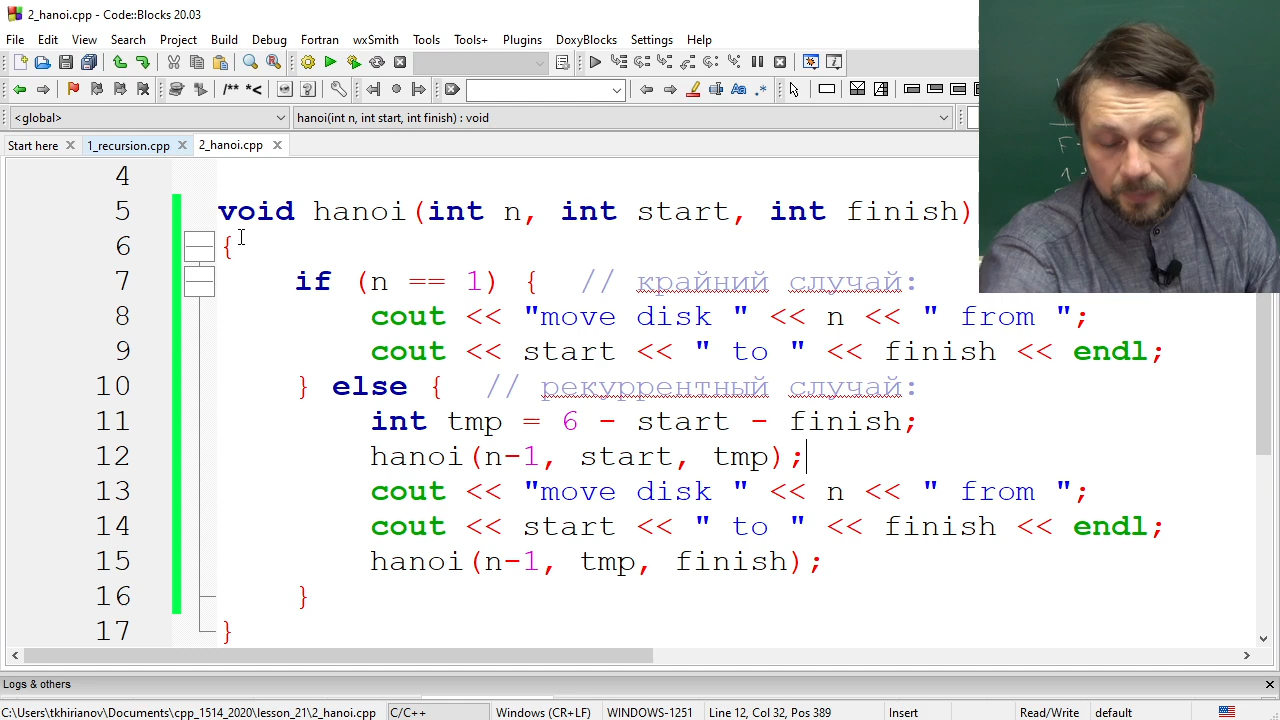 2_hanoi.cpp - Code::Blocks 20.03
File Edit View Search Project Build Debug Fortran wxSmith Tools Tools+ Plugins DoxyBlocks Settings Help
/** *<
<global> hanoi(int n, int start, int finish) : void
Start here 1_recursion.cpp 2_hanoi.cpp
4
5 void hanoi(int n, int start, int finish)
6 {
7 if (n == 1) { // крайний случай:
8 cout << "move disk " << n << " from ";
9 cout << start << " to " << finish << endl;
10 } else { // рекуррентный случай:
11 int tmp = 6 - start - finish;
12 hanoi(n-1, start, tmp);
13 cout << "move disk " << n << " from ";
14 cout << start << " to " << finish << endl;
15 hanoi(n-1, tmp, finish);
16 }
17 }
Logs & others
C:\Users\tkhirianov\Documents\cpp_1514_2020\lesson_21\2_hanoi.cpp C/C++ Windows (CR+LF) WINDOWS-1251 Line 12, Col 32, Pos 389 Insert Read/Write default